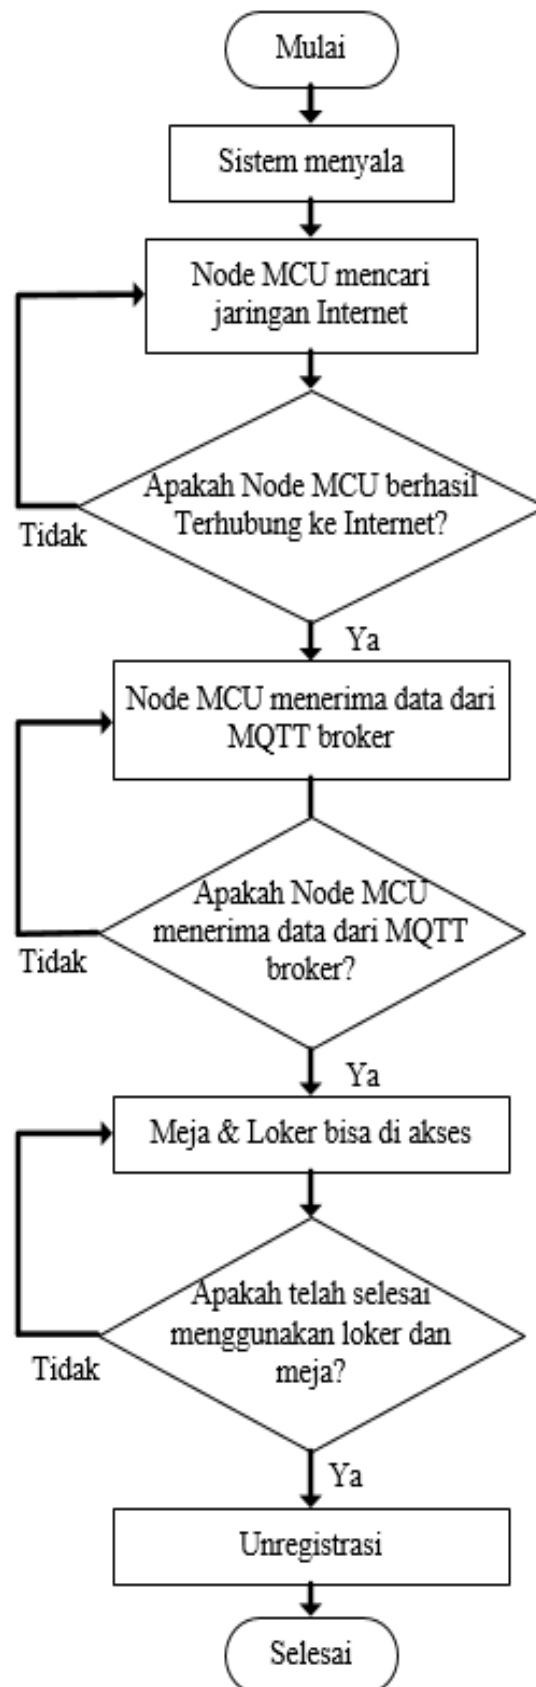 Mulai
Sistem menyala
Node MCU mencari
jaringan Internet
Apakah Node MCU berhasil
Terhubung ke Internet?
Tidak
Ya
Node MCU menerima data dari
MQTT broker
Apakah Node MCU
menerima data dari MQTT
broker?
Tidak
Ya
Meja & Loker bisa di akses
Apakah telah selesai
menggunakan loker dan
meja?
Tidak
Ya
Unregistrasi
Selesai